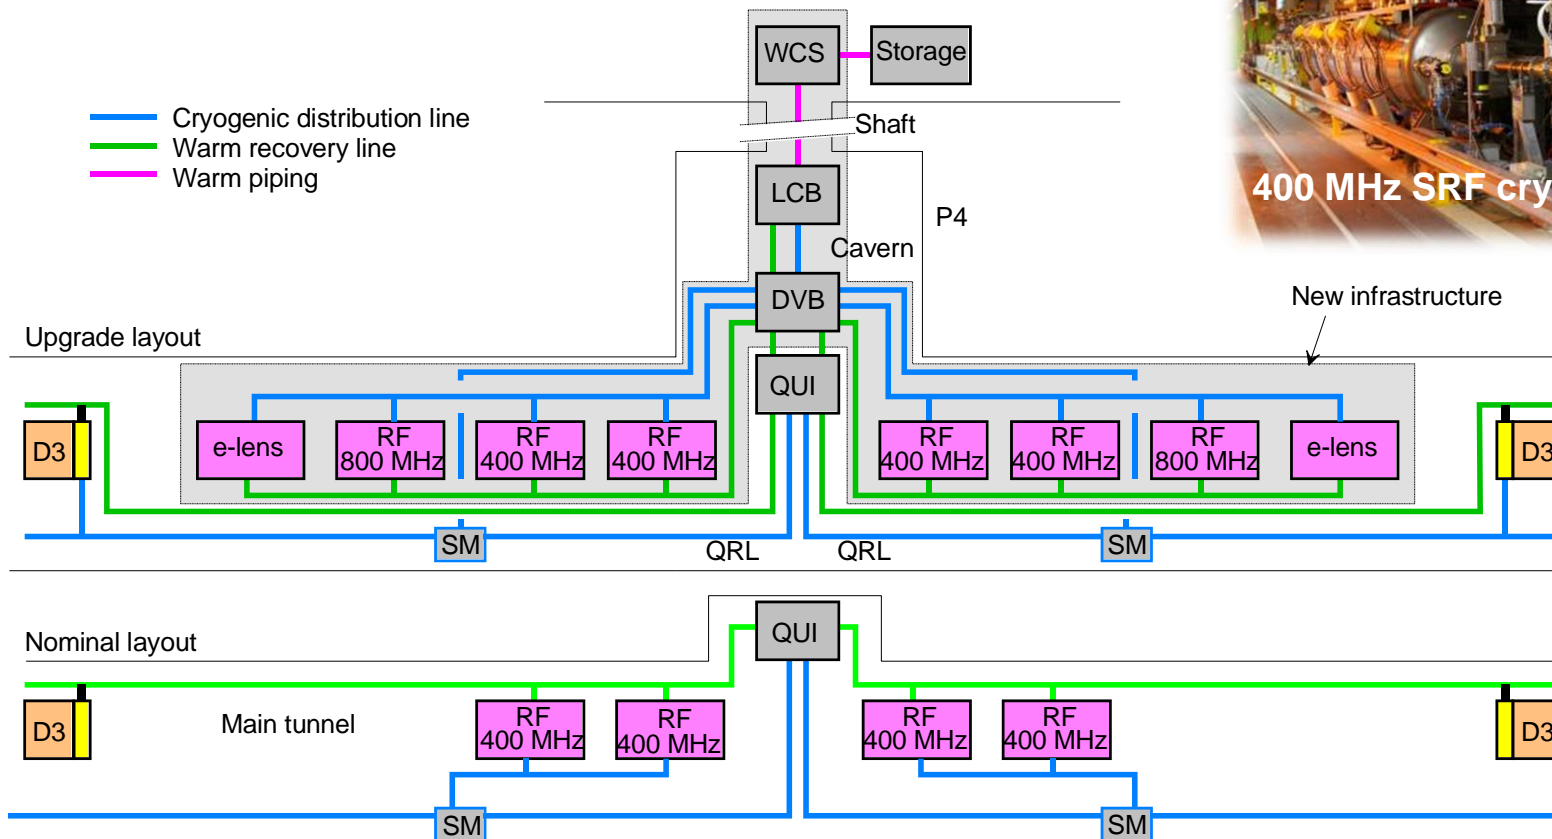 WCS
Storage
Cryogenic distribution line
Warm recovery line
Warm piping
Shaft
LCB
P4
400 MHz SRF cry
Cavern
DVB
New infrastructure
Upgrade layout
QUI
D3
e-lens
RF
800 MHz
RF
400 MHz
RF
400 MHz
RF
400 MHz
RF
400 MHz
RF
800 MHz
e-lens
D3
SM
QRL
QRL
SM
Nominal layout
QUI
D3
Main tunnel
RF
400 MHz
RF
400 MHz
RF
400 MHz
RF
400 MHz
D3
SM
SM